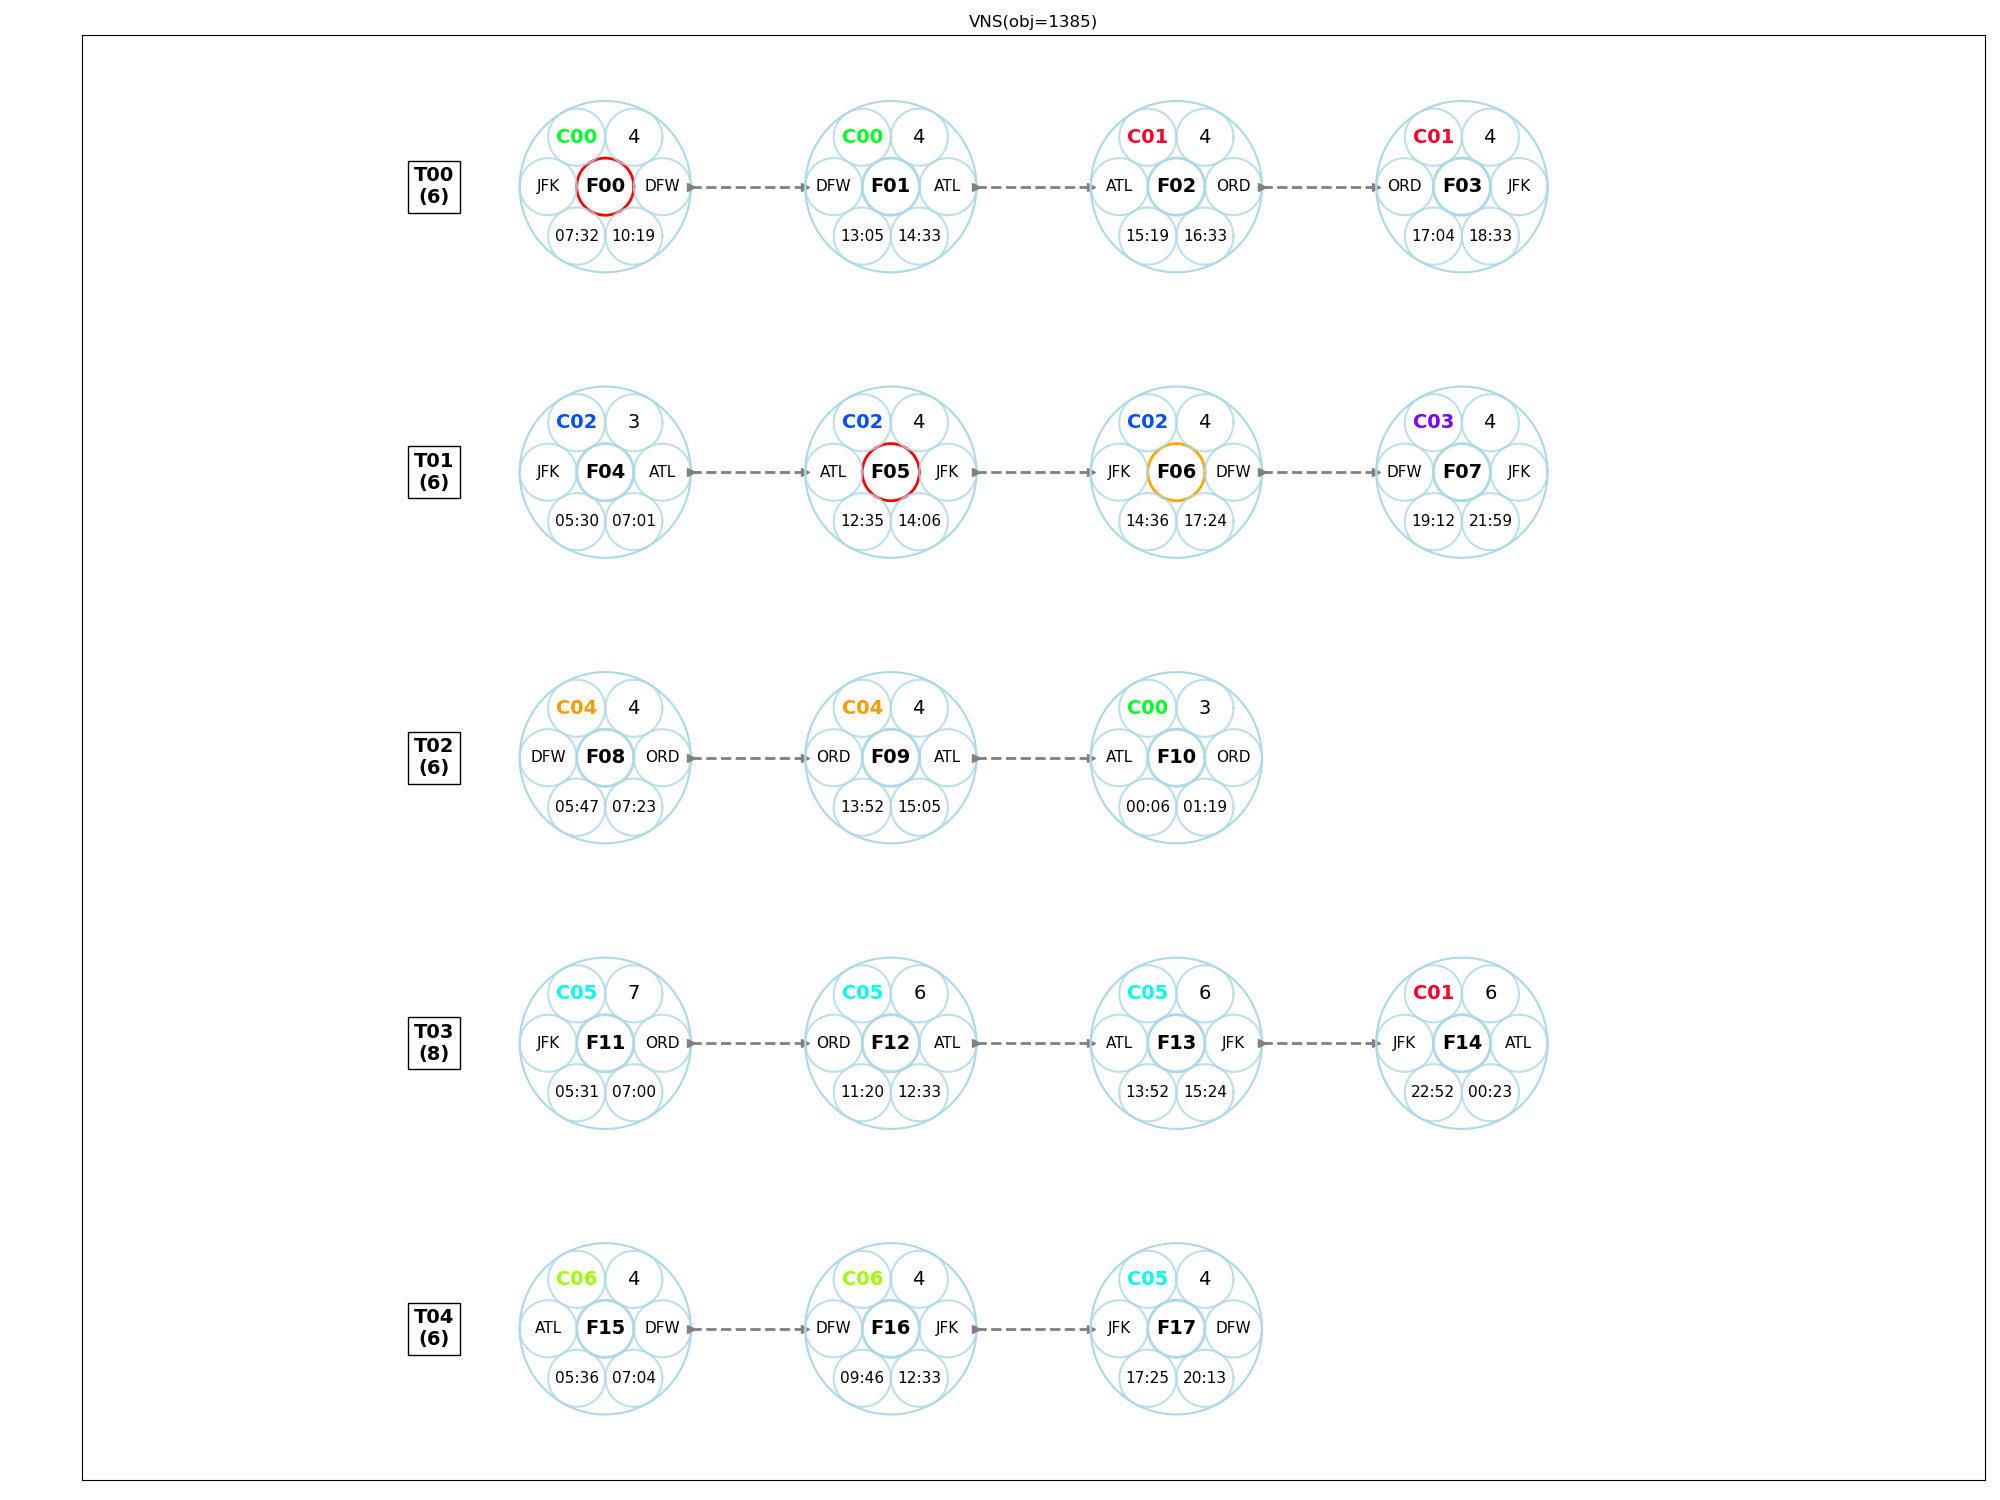 VNS(obj=1385)
T00
(6)
C00 4
JFK F00 DFW
07:32 10:19
C00 4
DFW F01 ATL
13:05 14:33
C01 4
ATL F02 ORD
15:19 16:33
C01 4
ORD F03 JFK
17:04 18:33
T01
(6)
C02 3
JFK F04 ATL
05:30 07:01
C02 4
ATL F05 JFK
12:35 14:06
C02 4
JFK F06 DFW
14:36 17:24
C03 4
DFW F07 JFK
19:12 21:59
T02
(6)
C04 4
DFW F08 ORD
05:47 07:23
C04 4
ORD F09 ATL
13:52 15:05
C00 3
ATL F10 ORD
00:06 01:19
T03
(8)
C05 7
JFK F11 ORD
05:31 07:00
C05 6
ORD F12 ATL
11:20 12:33
C05 6
ATL F13 JFK
13:52 15:24
C01 6
JFK F14 ATL
22:52 00:23
T04
(6)
C06 4
ATL F15 DFW
05:36 07:04
C06 4
DFW F16 JFK
09:46 12:33
C05 4
JFK F17 DFW
17:25 20:13